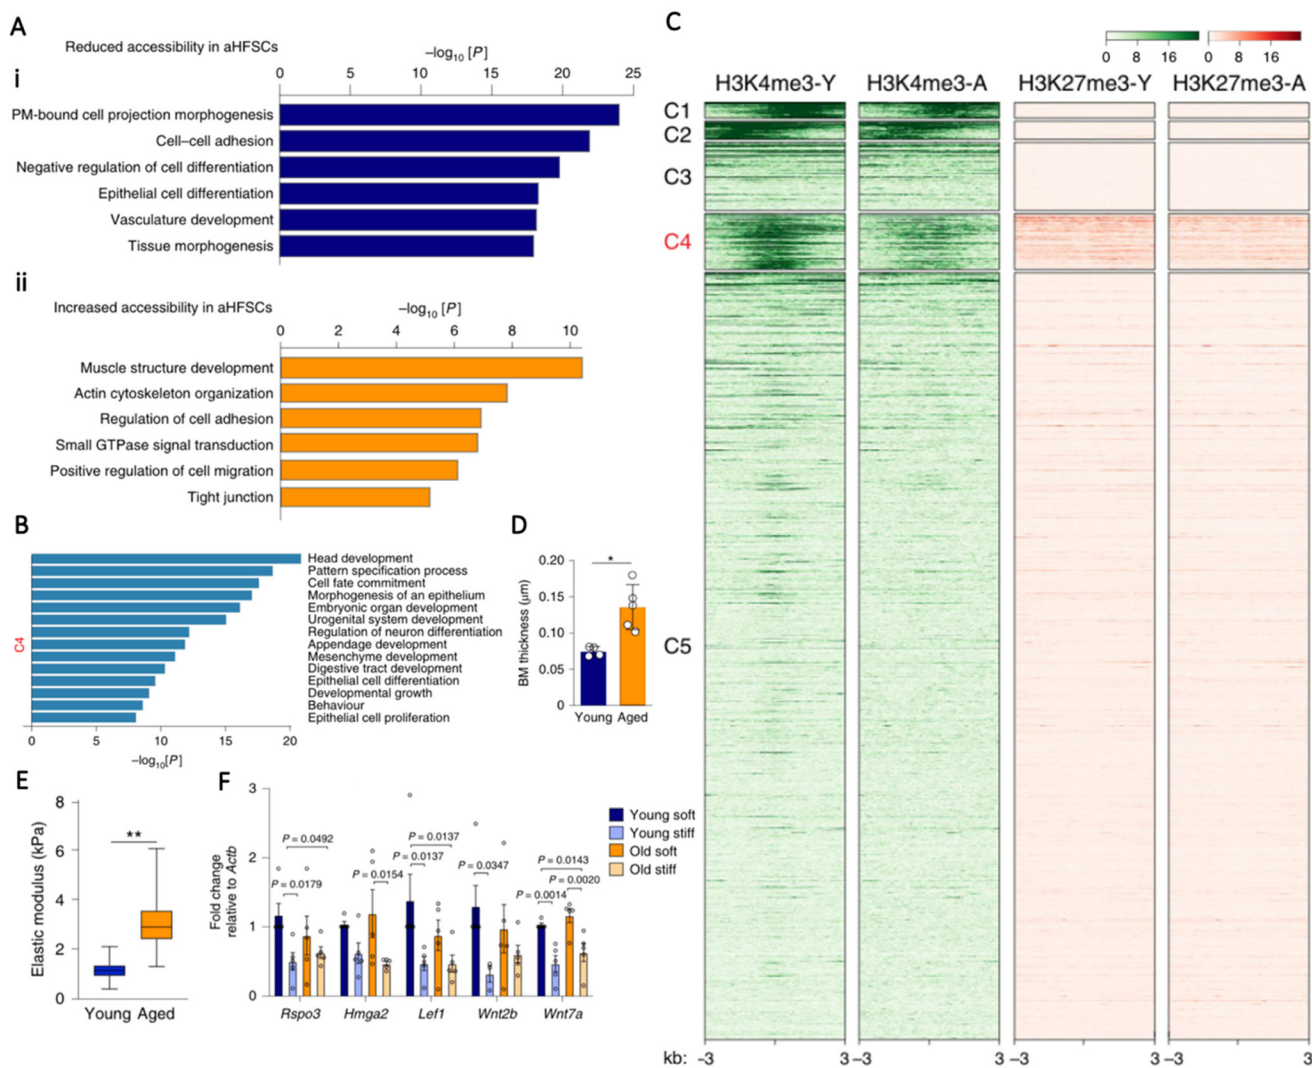 A
Reduced accessibility in aHFSCs
–log10 [P]
i
0 5 10 15 20 25
PM-bound cell projection morphogenesis
Cell–cell adhesion
Negative regulation of cell differentiation
Epithelial cell differentiation
Vasculature development
Tissue morphogenesis
ii
Increased accessibility in aHFSCs
–log10 [P]
0 2 4 6 8 10
Muscle structure development
Actin cytoskeleton organization
Regulation of cell adhesion
Small GTPase signal transduction
Positive regulation of cell migration
Tight junction
B
C4
Head development
Pattern specification process
Cell fate commitment
Morphogenesis of an epithelium
Embryonic organ development
Urogenital system development
Regulation of neuron differentiation
Appendage development
Mesenchyme development
Digestive tract development
Epithelial cell differentiation
Developmental growth
Behaviour
Epithelial cell proliferation
0 5 10 15 20
–log10[P]
C
0 8 16 0 8 16
H3K4me3-Y H3K4me3-A H3K27me3-Y H3K27me3-A
C1
C2
C3
C4
C5
kb: -3 3 –3 3 –3 3 –3 3
D
BM thickness (μm)
0.20
0.15
0.10
0.05
0
*
Young Aged
E
Elastic modulus (kPa)
8
6
4
2
0
**
Young Aged
F
Fold change
relative to Actb
3
2
1
0
P = 0.0492
P = 0.0179
P = 0.0154
P = 0.0137
P = 0.0137
P = 0.0347
P = 0.0143
P = 0.0020
P = 0.0014
Rspo3 Hmga2 Lef1 Wnt2b Wnt7a
Young soft
Young stiff
Old soft
Old stiff